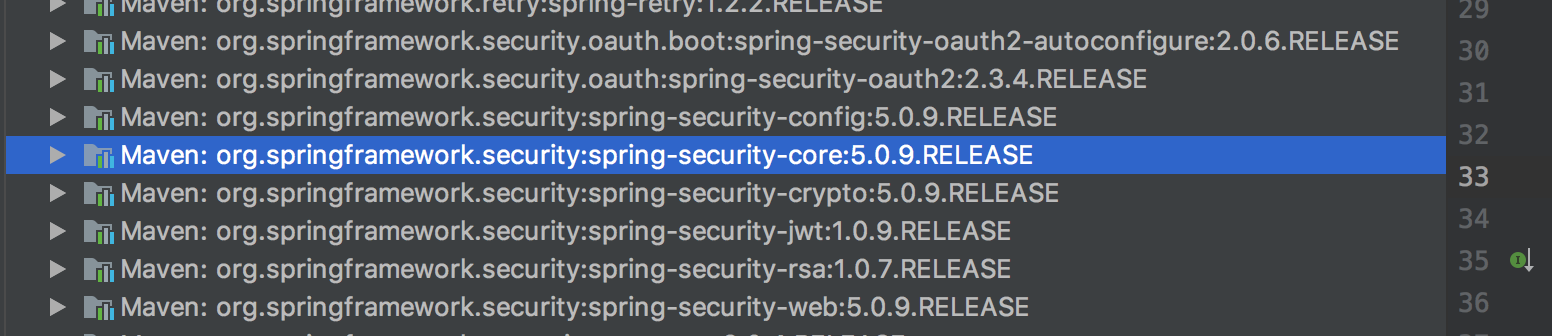 Maven: org.springframework.retry:spring-retry:1.2.2.RELEASE
29
Maven: org.springframework.security.oauth.boot:spring-security-oauth2-autoconfigure:2.0.6.RELEASE
30
Maven: org.springframework.security.oauth:spring-security-oauth2:2.3.4.RELEASE
31
Maven: org.springframework.security:spring-security-config:5.0.9.RELEASE
32
Maven: org.springframework.security:spring-security-core:5.0.9.RELEASE
33
Maven: org.springframework.security:spring-security-crypto:5.0.9.RELEASE
34
Maven: org.springframework.security:spring-security-jwt:1.0.9.RELEASE
35
Maven: org.springframework.security:spring-security-rsa:1.0.7.RELEASE
36
Maven: org.springframework.security:spring-security-web:5.0.9.RELEASE